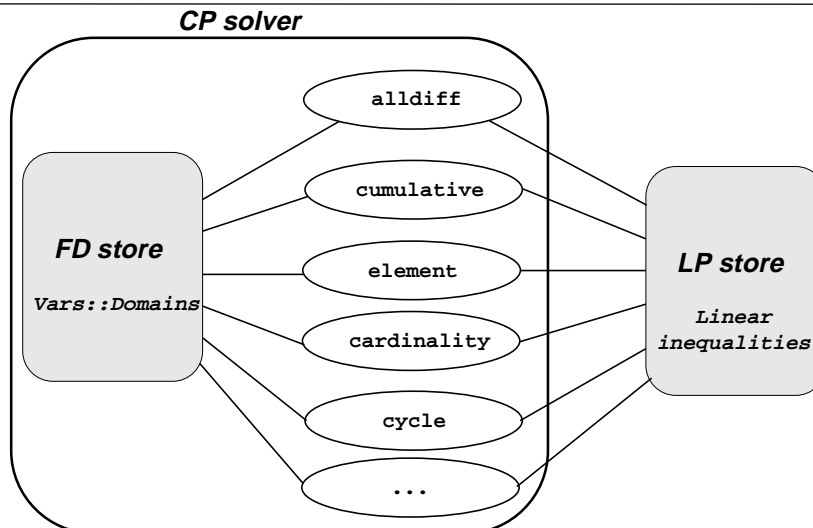 CP solver
alldiff
cumulative
FD store
element
LP store
Vars::Domains
Linear
cardinality
inequalities
cycle
...